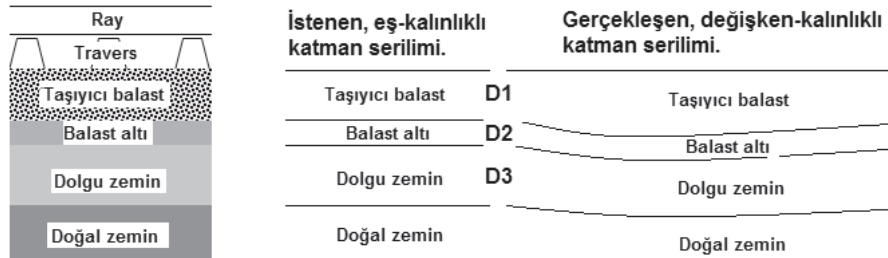 Ray
Travers
Taşıyıcı balast
Balast altı
Dolgu zemin
Doğal zemin
İstenen, eş-kalınlıklı
katman serilimi.
Taşıyıcı balast D1
Balast altı D2
Dolgu zemin D3
Doğal zemin
Gerçekleşen, değişken-kalınlıklı
katman serilimi.
Taşıyıcı balast
Balast altı
Dolgu zemin
Doğal zemin